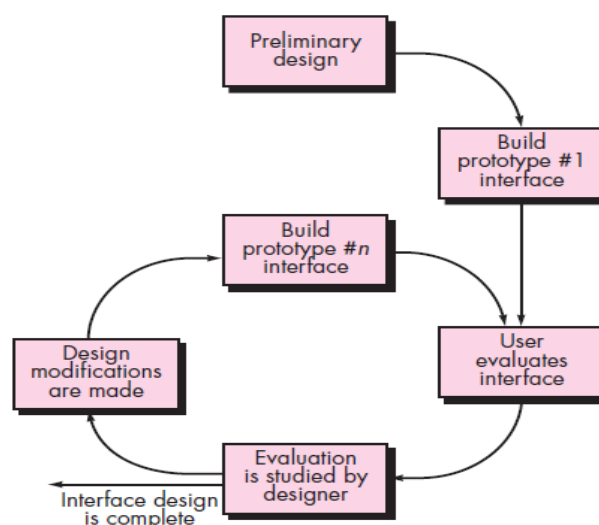 Preliminary
design
Build
prototype #1
interface
Build
prototype #n
interface
User
evaluates
interface
Design
modifications
are made
Evaluation
is studied by
designer
Interface design
is complete